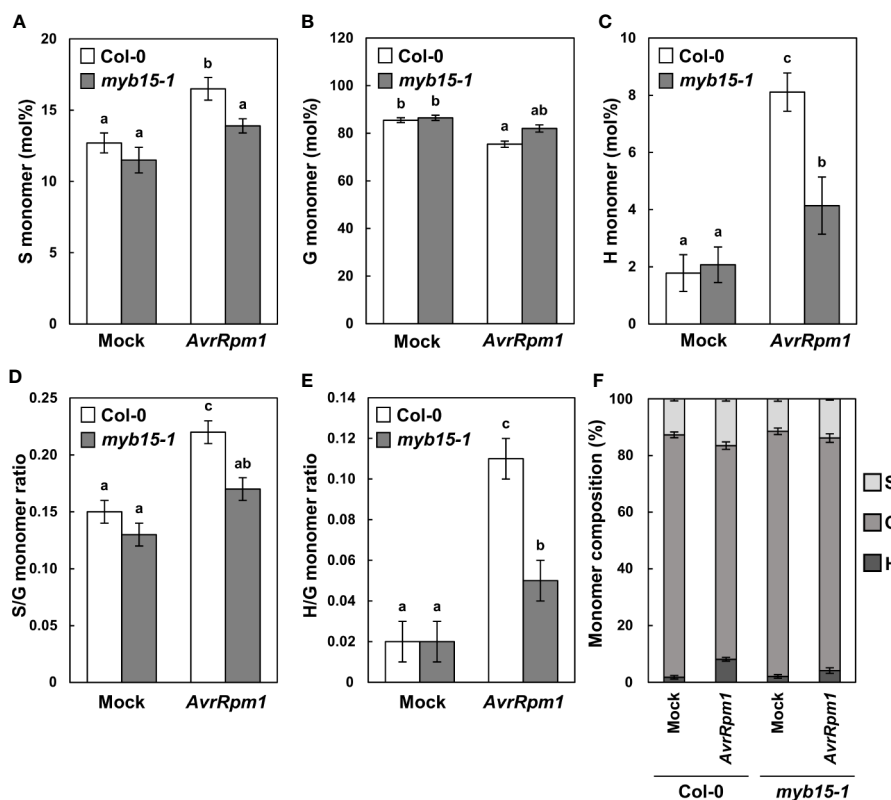 A
S monomer (mol%)
20
15
10
5
0
Col-0
myb15-1
a
a
b
a
Mock
AvrRpm1
B
G monomer (mol%)
120
100
80
60
40
20
0
Col-0
myb15-1
b
b
a
ab
Mock
AvrRpm1
C
H monomer (mol%)
10
8
6
4
2
0
Col-0
myb15-1
a
a
c
b
Mock
AvrRpm1
D
S/G monomer ratio
0.25
0.20
0.15
0.10
0.05
0.00
Col-0
myb15-1
a
a
c
ab
Mock
AvrRpm1
E
H/G monomer ratio
0.14
0.12
0.10
0.08
0.06
0.04
0.02
0.00
Col-0
myb15-1
a
a
c
b
Mock
AvrRpm1
F
Monomer composition (%)
100
80
60
40
20
0
S
G
H
Mock
AvrRpm1
Mock
AvrRpm1
Col-0
myb15-1